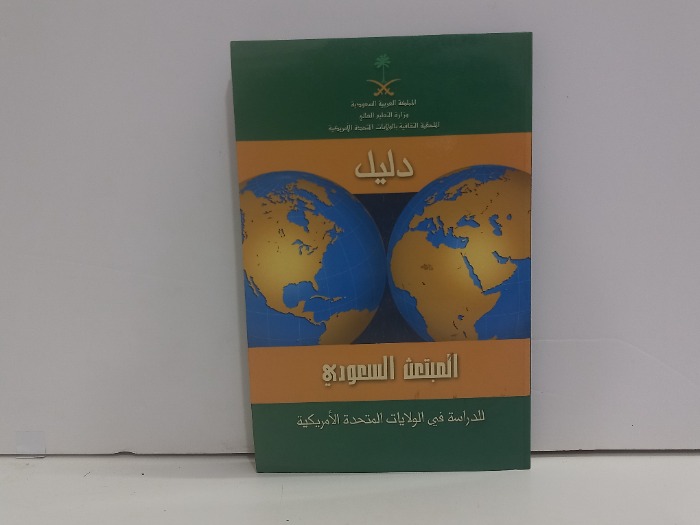 المملكة العربية السعودية
وزارة التعليم العالي
الملحقية الثقافية بالولايات المتحدة الأمريكية
دليل
المبتعث السعودي
للدراسة في الولايات المتحدة الأمريكية